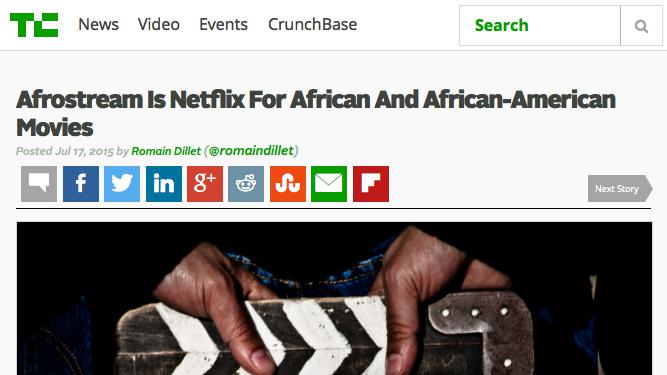 TC News Video Events CrunchBase Search
Afrostream Is Netflix For African And African-American
Movies
Posted Jul 17, 2015 by Romain Dillet (@romaindillet)
f in g+
Next Story